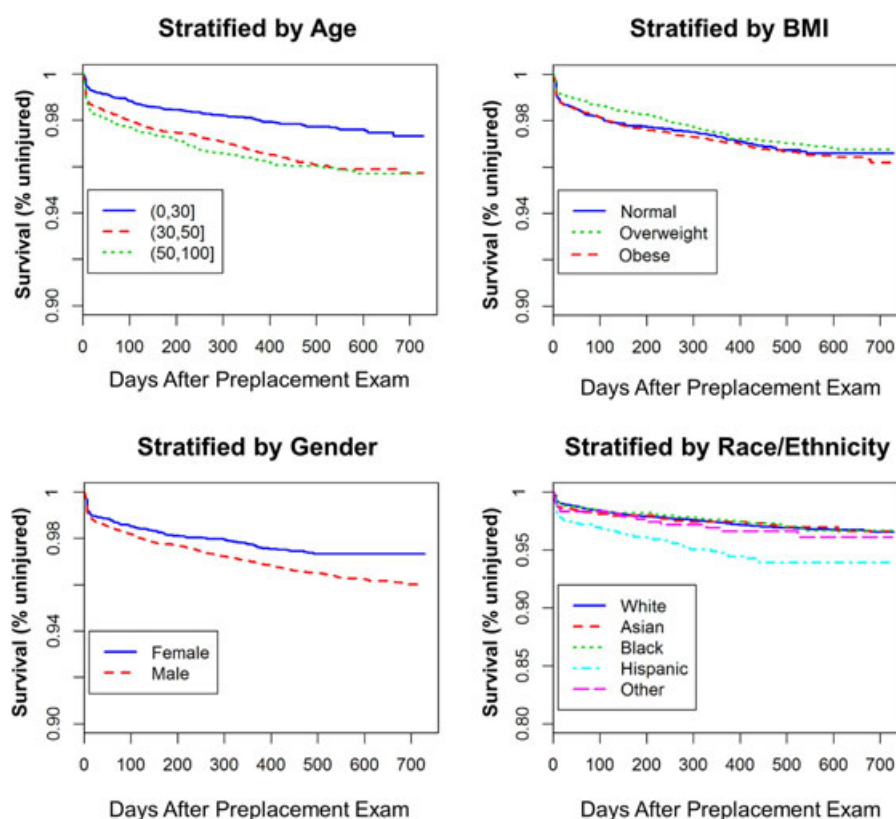 Stratified by Age
Survival (% uninjured)
1
0.98
0.94
0.90
(0,30]
(30,50]
(50,100]
0 100 200 300 400 500 600 700
Days After Preplacement Exam
Stratified by BMI
Survival (% uninjured)
1
0.98
0.94
0.90
Normal
Overweight
Obese
0 100 200 300 400 500 600 700
Days After Preplacement Exam
Stratified by Gender
Survival (% uninjured)
1
0.98
0.94
0.90
Female
Male
0 100 200 300 400 500 600 700
Days After Preplacement Exam
Stratified by Race/Ethnicity
Survival (% uninjured)
1
0.95
0.90
0.85
0.80
White
Asian
Black
Hispanic
Other
0 100 200 300 400 500 600 700
Days After Preplacement Exam